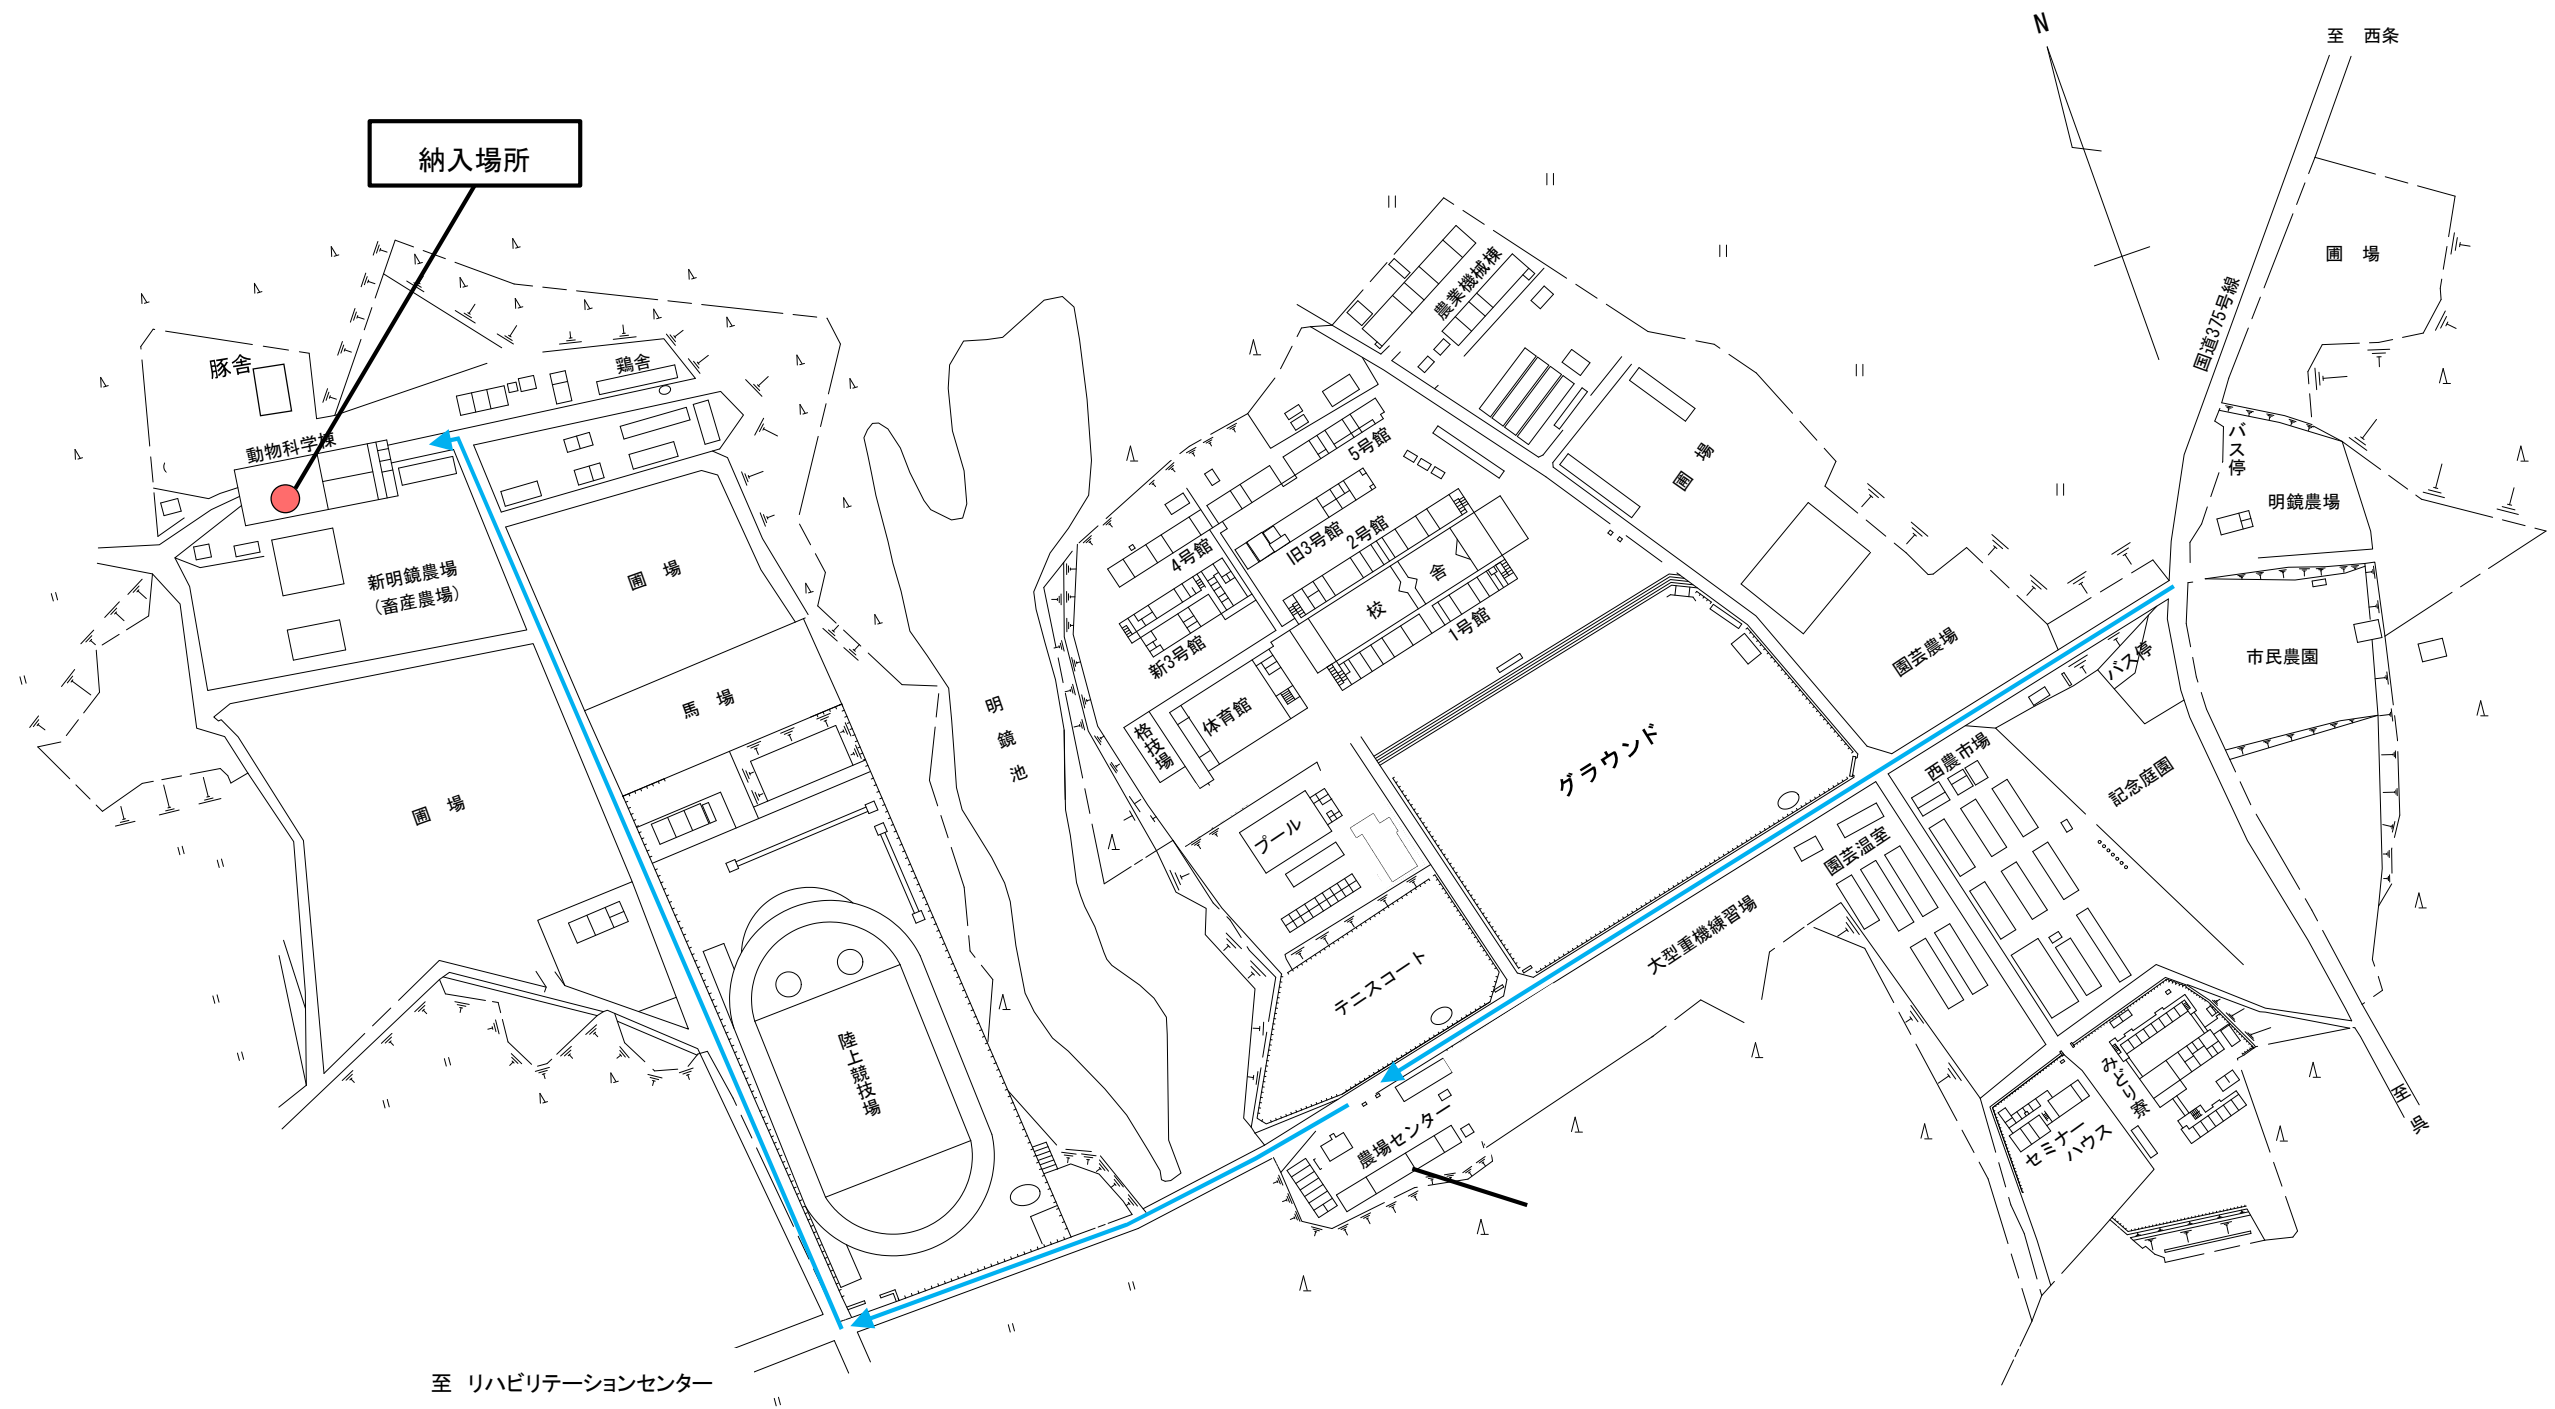 N
至　西条
納入場所
国道375号線
圃　場
農業機械棟
豚舎
鶏舎
動物科学棟
バス停
明鏡農場
5号館
4号館
旧3号館
2号館
圃　場
新明鏡農場
(畜産農場)
圃　場
校　舎
1号館
新3号館
園芸農場
バス停
市民農園
馬　場
明鏡池
体育館
格技場
グラウンド
西農市場
記念庭園
圃　場
プール
園芸温室
大型重機練習場
テニスコート
陸上競技場
みどり寮
セミナー
ハウス
農場センター
至　呉
至　リハビリテーションセンター